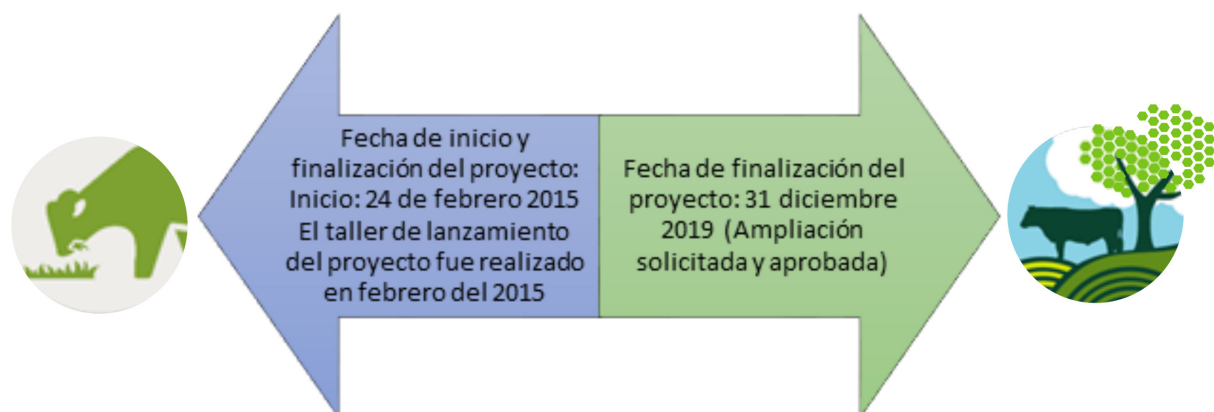 Fecha de inicio y
finalización del proyecto:
Inicio: 24 de febrero 2015
El taller de lanzamiento
del proyecto fue realizado
en febrero del 2015
Fecha de finalización del
proyecto: 31 diciembre
2019 (Ampliación
solicitada y aprobada)